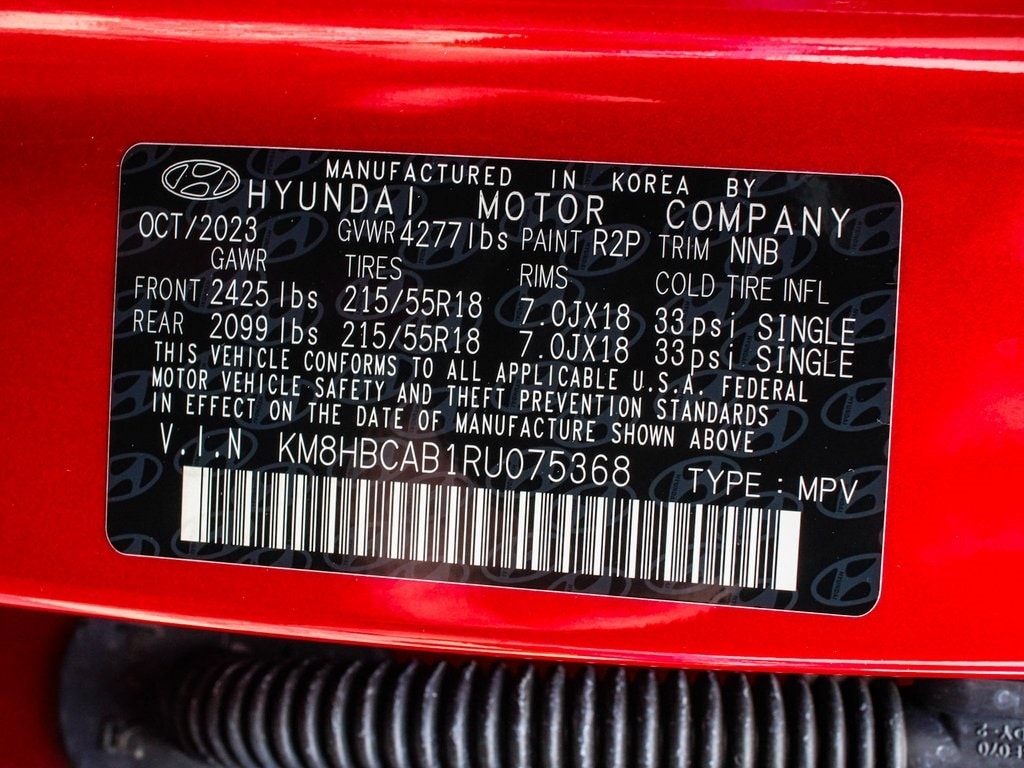 MANUFACTURED IN KOREA BY
HYUNDAI MOTOR COMPANY
OCT/2023 GVWR 4277lbs PAINT R2P TRIM NNB
GAWR TIRES RIMS COLD TIRE INFL
FRONT 2425lbs 215/55R18 7.0JX18 33psi SINGLE
REAR 2099lbs 215/55R18 7.0JX18 33psi SINGLE
THIS VEHICLE CONFORMS TO ALL APPLICABLE U.S.A. FEDERAL
MOTOR VEHICLE SAFETY AND THEFT PREVENTION STANDARDS
IN EFFECT ON THE DATE OF MANUFACTURE SHOWN ABOVE
V.I.N KM8HBCAB1RU075368 TYPE : MPV